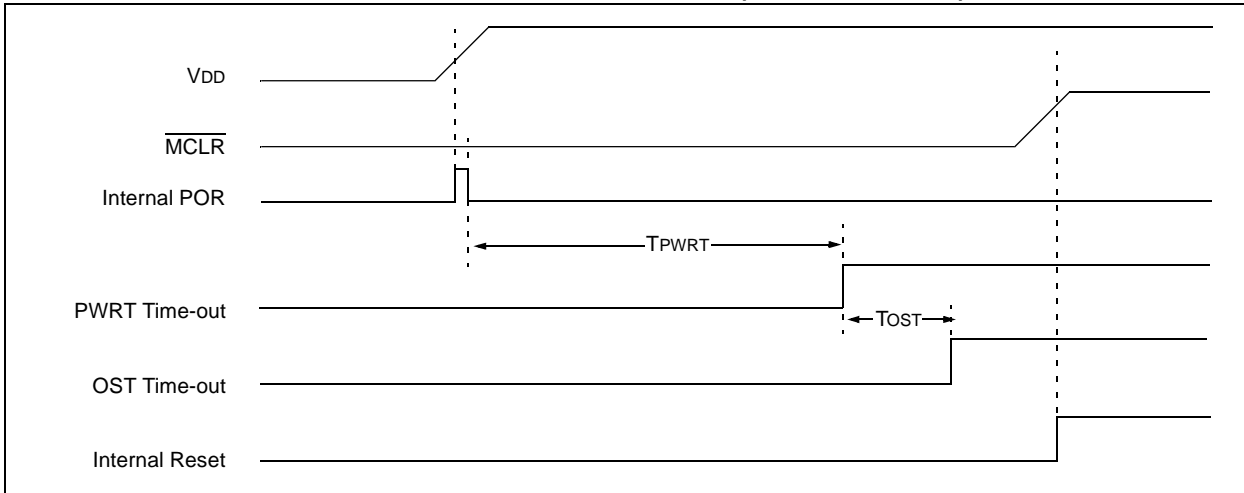 VDD
MCLR
Internal POR
TPWRT
PWRT Time-out
TOST
OST Time-out
Internal Reset